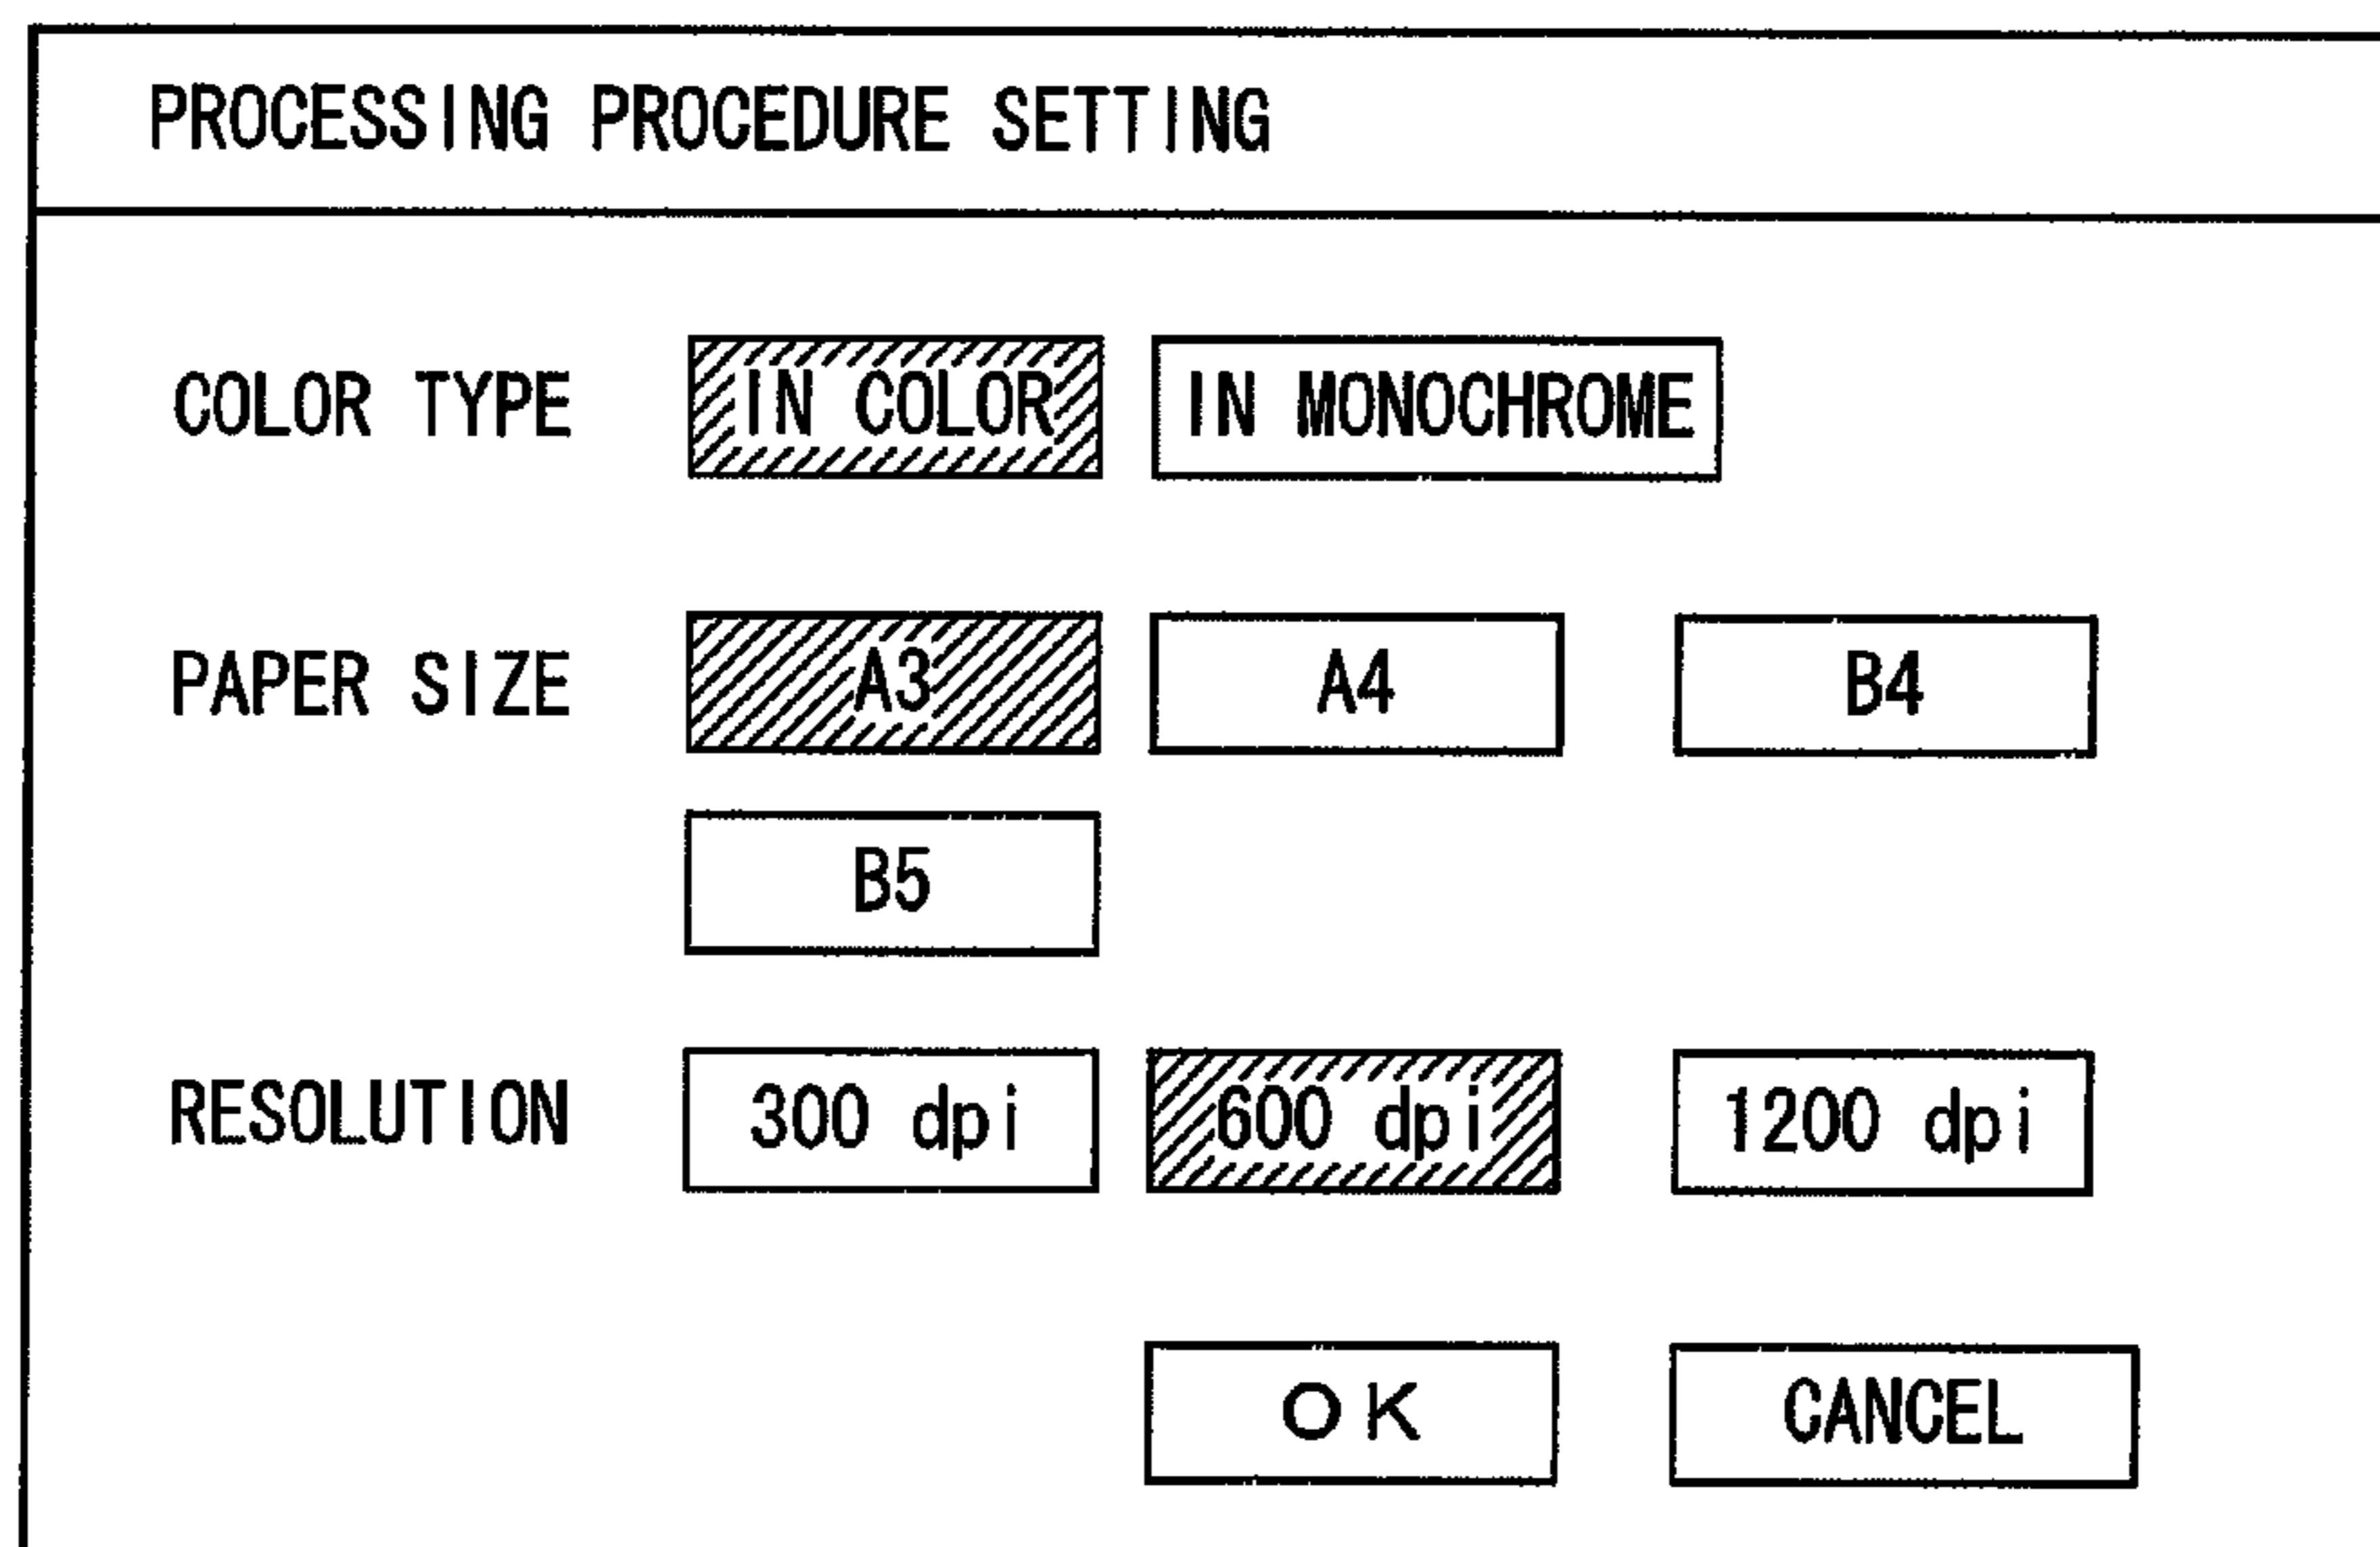 PROCESSING PROCEDURE SETTING
COLOR TYPE IN COLOR IN MONOCHROME
PAPER SIZE A3 A4 B4
B5
RESOLUTION 300 dpi 600 dpi 1200 dpi
OK CANCEL